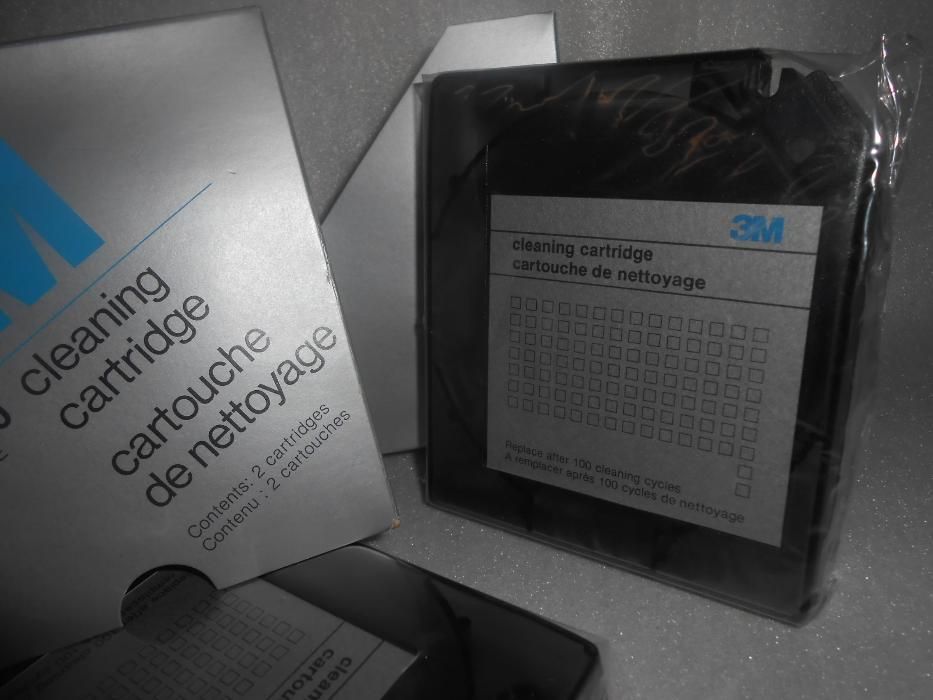 cleaning
cartridge
cartouche
de nettoyage
Contents: 2 cartridges
Contenu : 2 cartouches
3M
cleaning cartridge
cartouche de nettoyage
Replace after 100 cleaning cycles
A remplacer après 100 cycles de nettoyage